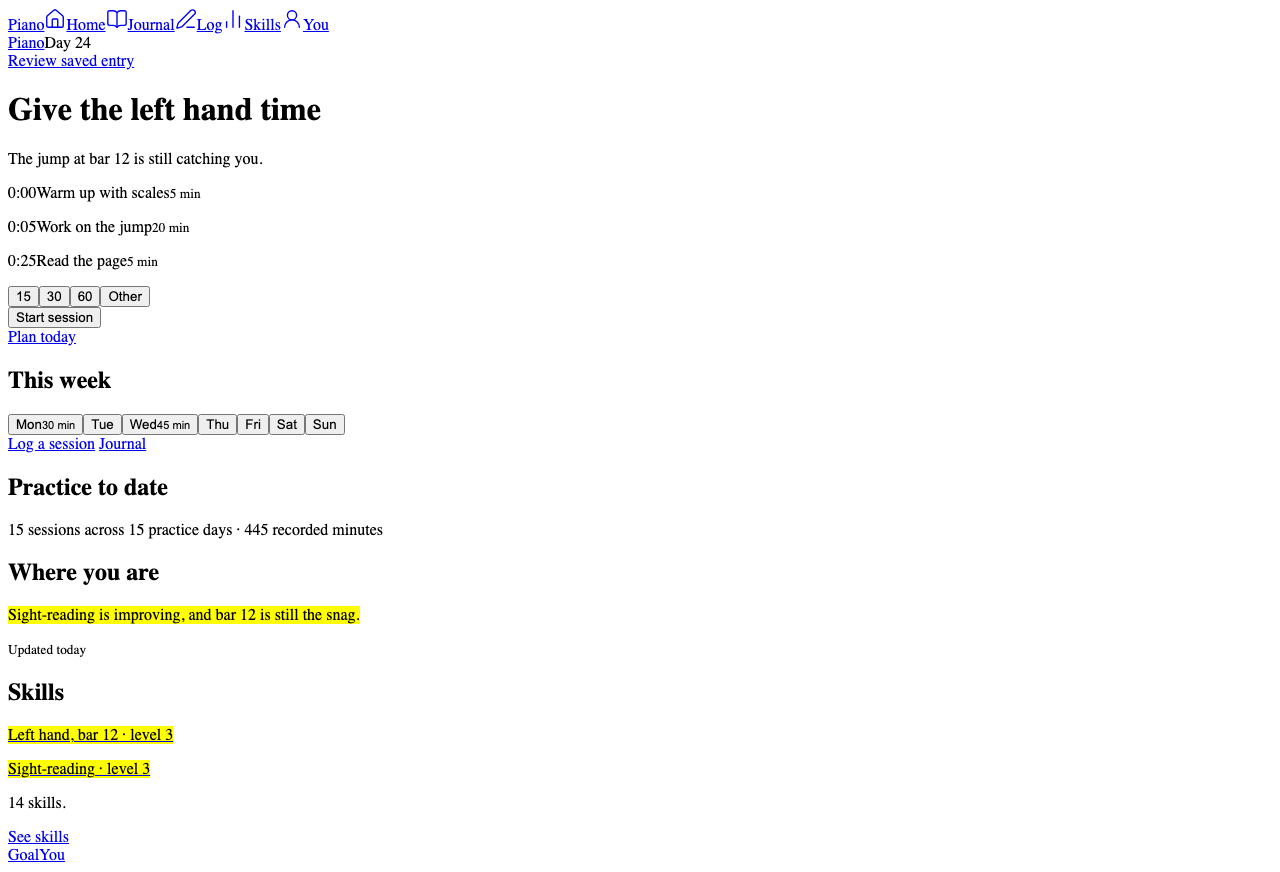 PianoHomeJournalLogSkillsYou
PianoDay 24
Review saved entry
Give the left hand time
The jump at bar 12 is still catching you.
0:00Warm up with scales5 min
0:05Work on the jump20 min
0:25Read the page5 min
15 30 60 Other
Start session
Plan today
This week
Mon30 min Tue Wed45 min Thu Fri Sat Sun
Log a session Journal
Practice to date
15 sessions across 15 practice days · 445 recorded minutes
Where you are
Sight-reading is improving, and bar 12 is still the snag.
Updated today
Skills
Left hand, bar 12 · level 3
Sight-reading · level 3
14 skills.
See skills
GoalYou